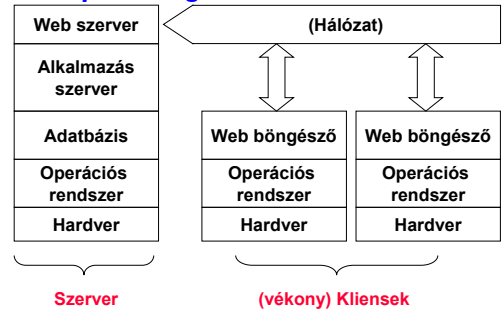 Web szerver
(Hálózat)
Alkalmazás
szerver
Adatbázis
Web böngésző
Web böngésző
Operációs
rendszer
Operációs
rendszer
Operációs
rendszer
Hardver
Hardver
Hardver
Szerver
(vékony) Kliensek